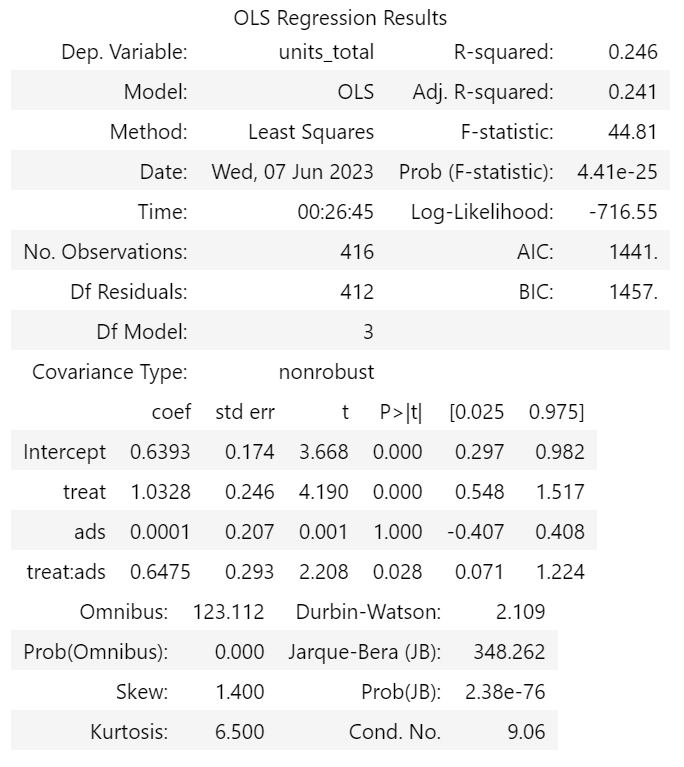 OLS Regression Results
Dep. Variable: units_total R-squared: 0.246
Model: OLS Adj. R-squared: 0.241
Method: Least Squares F-statistic: 44.81
Date: Wed, 07 Jun 2023 Prob (F-statistic): 4.41e-25
Time: 00:26:45 Log-Likelihood: -716.55
No. Observations: 416 AIC: 1441.
Df Residuals: 412 BIC: 1457.
Df Model: 3
Covariance Type: nonrobust
coef std err t P>|t| [0.025 0.975]
Intercept 0.6393 0.174 3.668 0.000 0.297 0.982
treat 1.0328 0.246 4.190 0.000 0.548 1.517
ads 0.0001 0.207 0.001 1.000 -0.407 0.408
treat:ads 0.6475 0.293 2.208 0.028 0.071 1.224
Omnibus: 123.112 Durbin-Watson: 2.109
Prob(Omnibus): 0.000 Jarque-Bera (JB): 348.262
Skew: 1.400 Prob(JB): 2.38e-76
Kurtosis: 6.500 Cond. No. 9.06